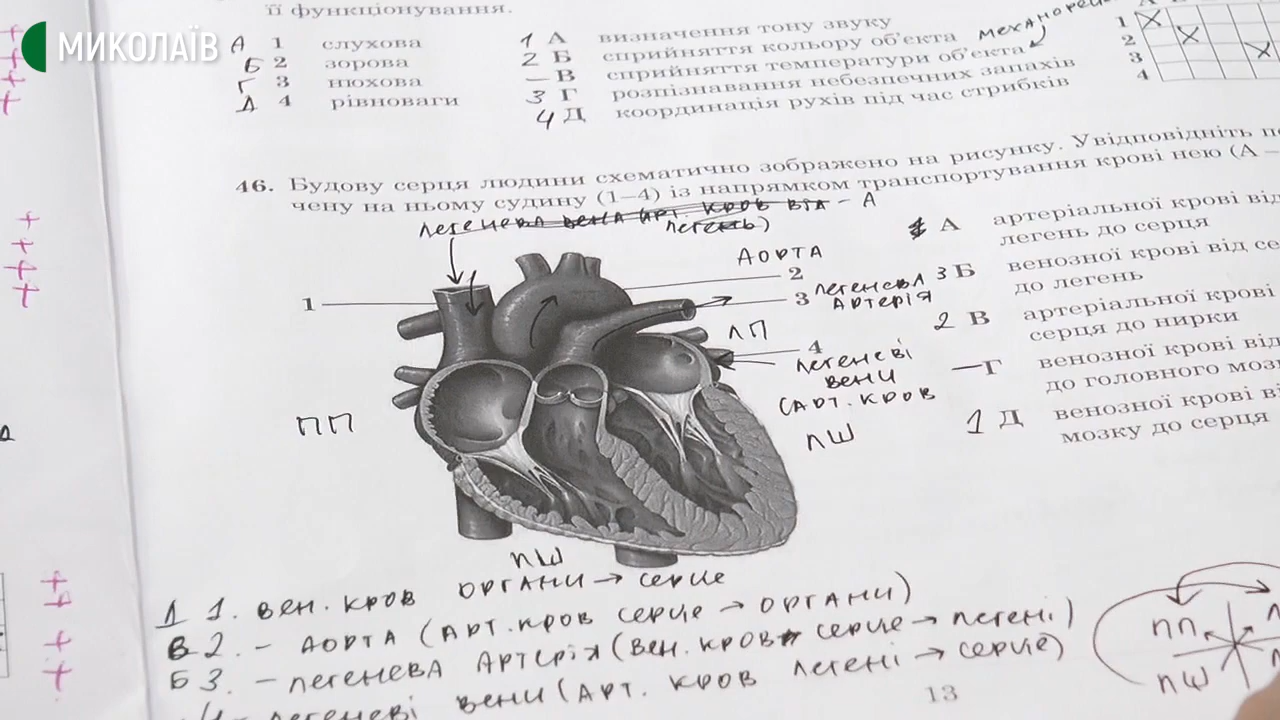 МИКОЛАЇВ
її функціонування.
А 1 слухова
Б 2 зорова
Г 3 нюхова
Д 4 рівноваги
1 А визначення тону звуку
2 Б сприйняття кольору об'єкта
— В сприйняття температури об'єкта
3 Г розпізнавання небезпечних запахів
4 Д координація рухів під час стрибків
1
2
3
4
46. Будову серця людини схематично зображено на рисунку. Увідповідніть
чену на ньому судину (1–4) із напрямком транспортування крові нею (А –
легенева вена (арт. кров від – А
легень)
1
АОРТА
2
3
легенева
артерія
ЛП
4
легеневі
вени
(арт. кров
ПП
ПШ
ПШ
А артеріальної крові від
легень до серця
3 Б венозної крові від
до легень
2 В артеріальної крові
серця до нирки
— Г венозної крові від
до головного
1 Д венозної крові
мозку до серця
Д 1. вен. кров органи → серце
В 2. – АОРТА (арт. кров серце → органи)
Б 3. – легенева артерія (вен. кров серце → легені)
легеневі вени (арт. кров легені → серце)
ПП
ПШ
13